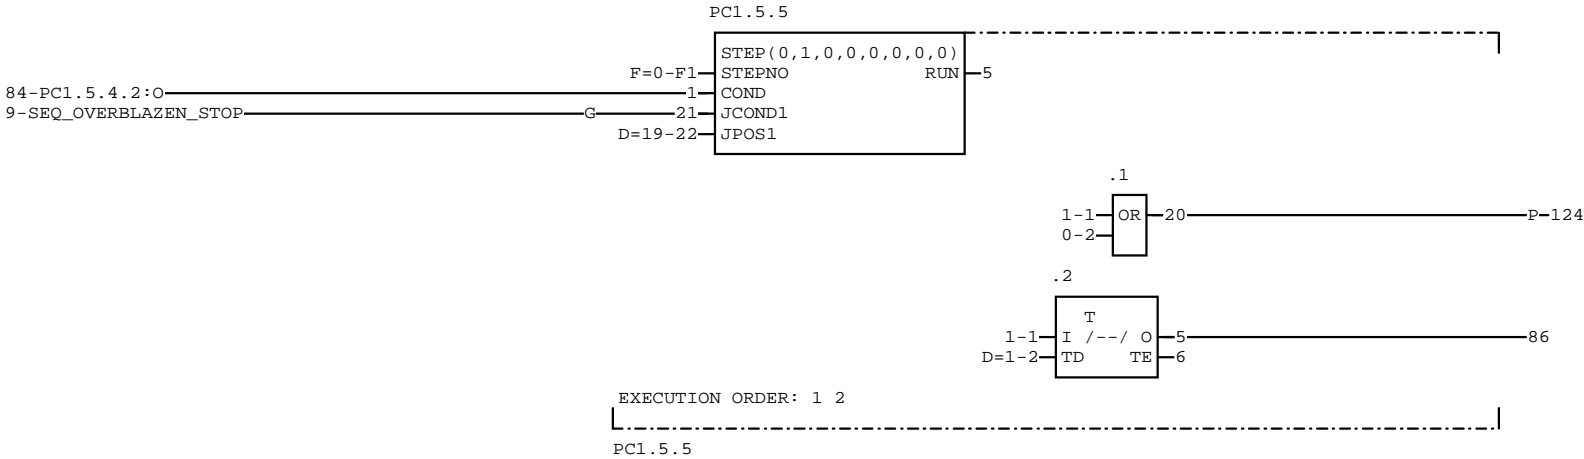 PC1.5.5
STEP(0,1,0,0,0,0,0,0)
F=0-F1 STEPNO RUN 5
84-PC1.5.4.2:O 1 COND
9-SEQ_OVERBLAZEN_STOP G 21 JCOND1
D=19-22 JPOS1
.1
1-1 OR 20 P-124
0-2
.2
T
1-1 I /--/ O 5 86
D=1-2 TD TE 6
EXECUTION ORDER: 1 2
PC1.5.5